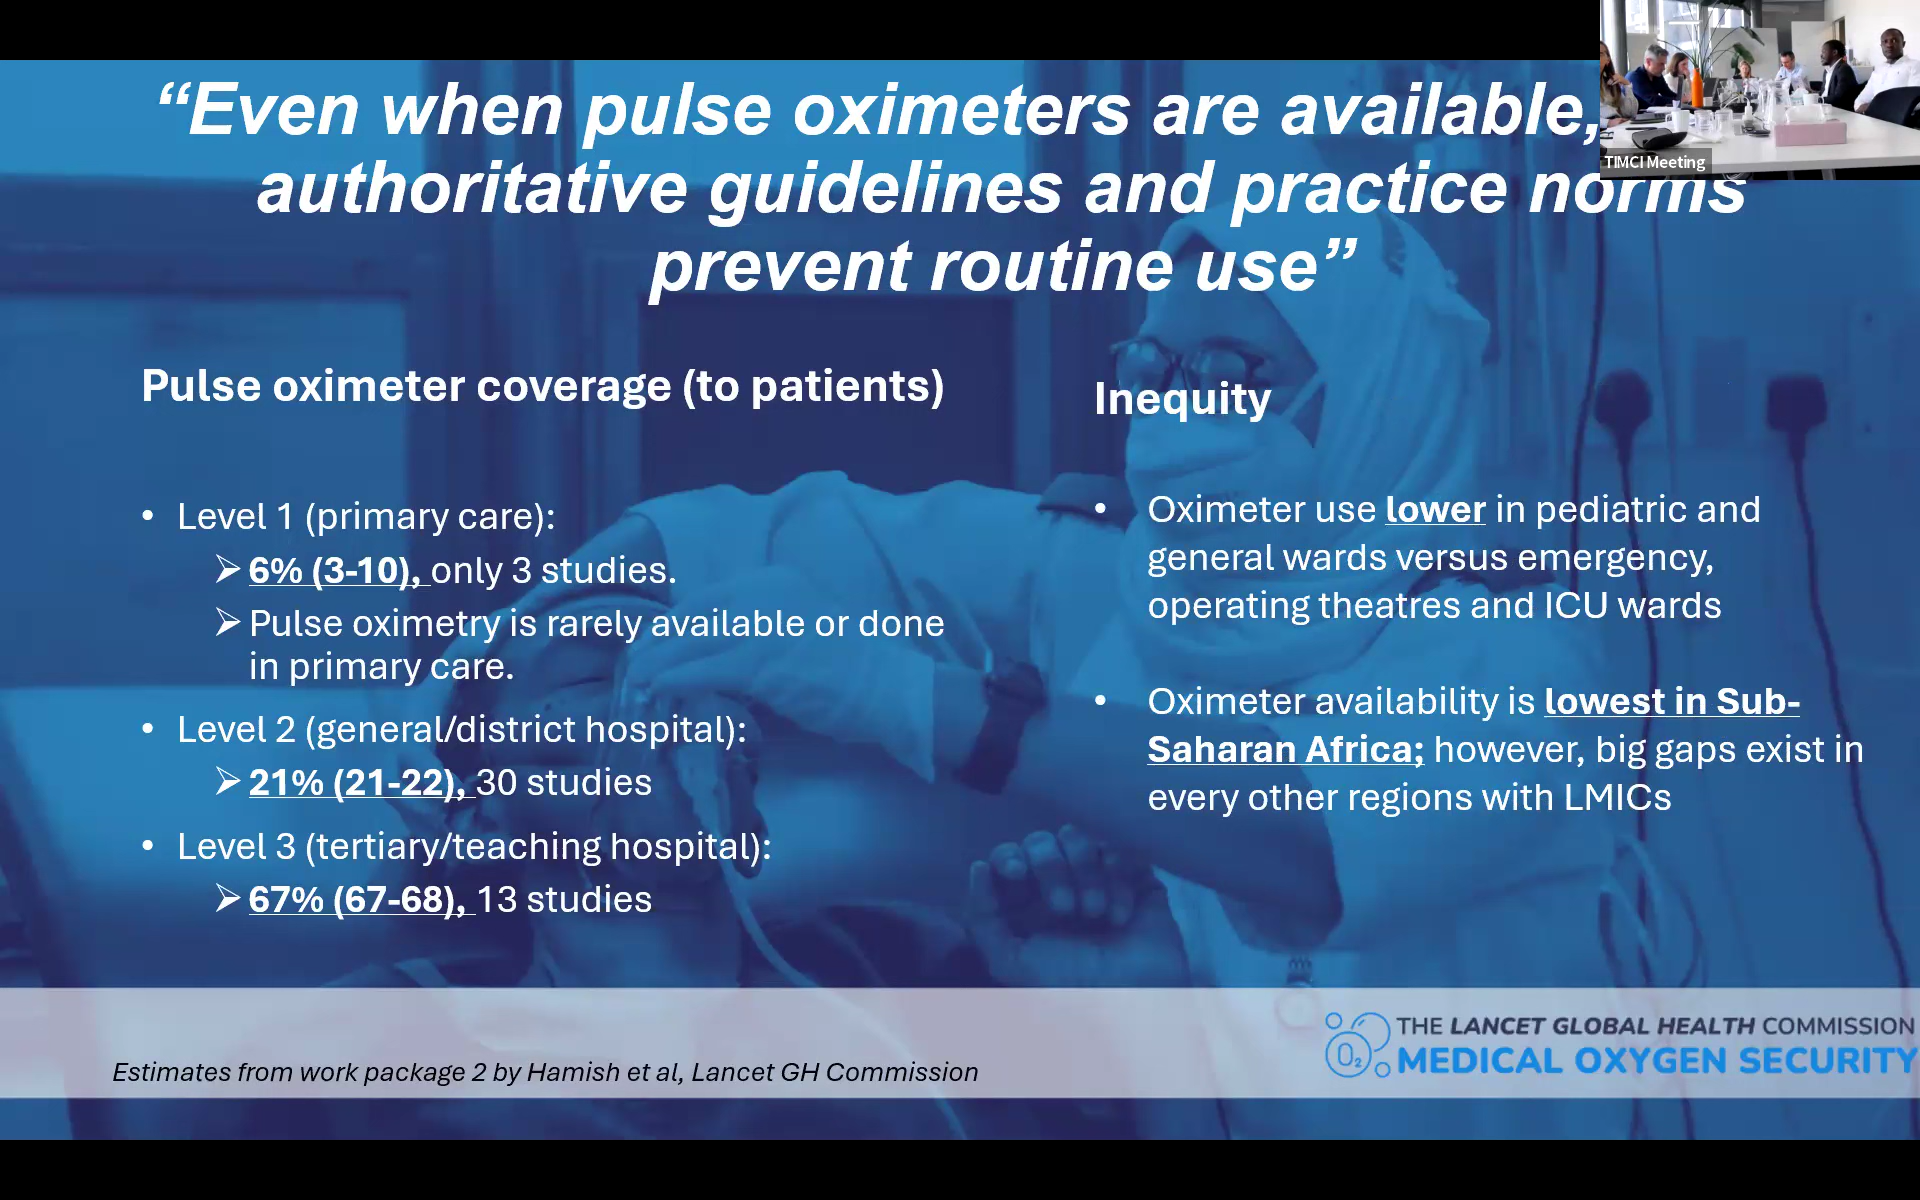 “Even when pulse oximeters are available,
authoritative guidelines and practice norms
prevent routine use”
TIMCI Meeting
Pulse oximeter coverage (to patients)
• Level 1 (primary care):
➢ 6% (3-10), only 3 studies.
➢ Pulse oximetry is rarely available or done
in primary care.
• Level 2 (general/district hospital):
➢ 21% (21-22), 30 studies
• Level 3 (tertiary/teaching hospital):
➢ 67% (67-68), 13 studies
Inequity
• Oximeter use lower in pediatric and
general wards versus emergency,
operating theatres and ICU wards
• Oximeter availability is lowest in Sub-
Saharan Africa; however, big gaps exist in
every other regions with LMICs
Estimates from work package 2 by Hamish et al, Lancet GH Commission
O₂
THE LANCET GLOBAL HEALTH COMMISSION
MEDICAL OXYGEN SECURITY